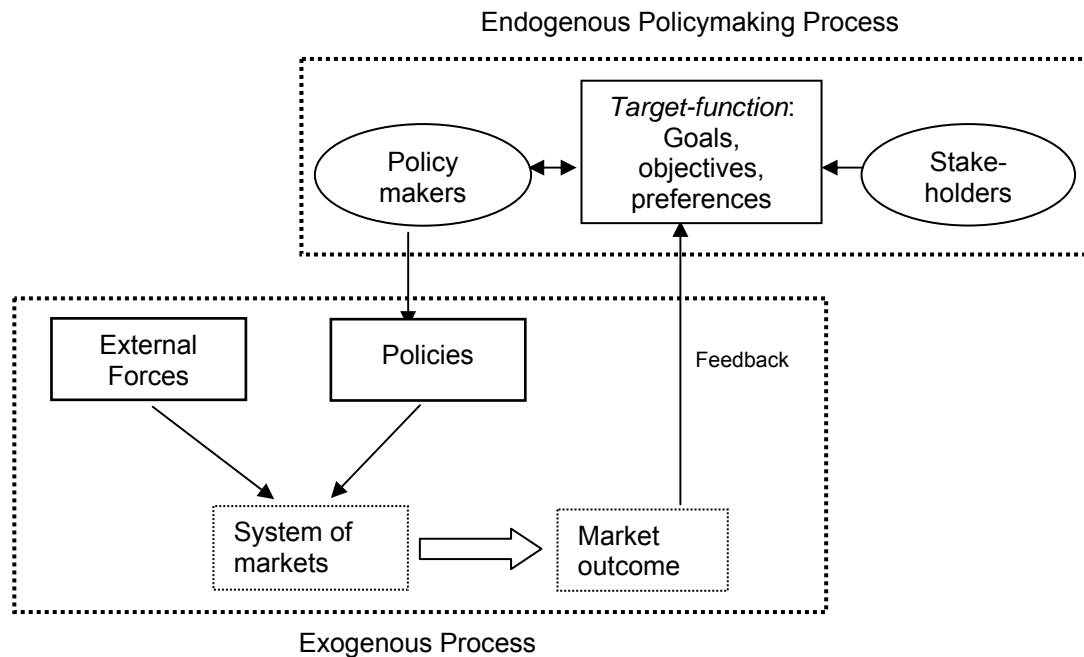 Endogenous Policymaking Process
Policy
makers
Target-function:
Goals,
objectives,
preferences
Stake-
holders
External
Forces
Policies
Feedback
System of
markets
Market
outcome
Exogenous Process